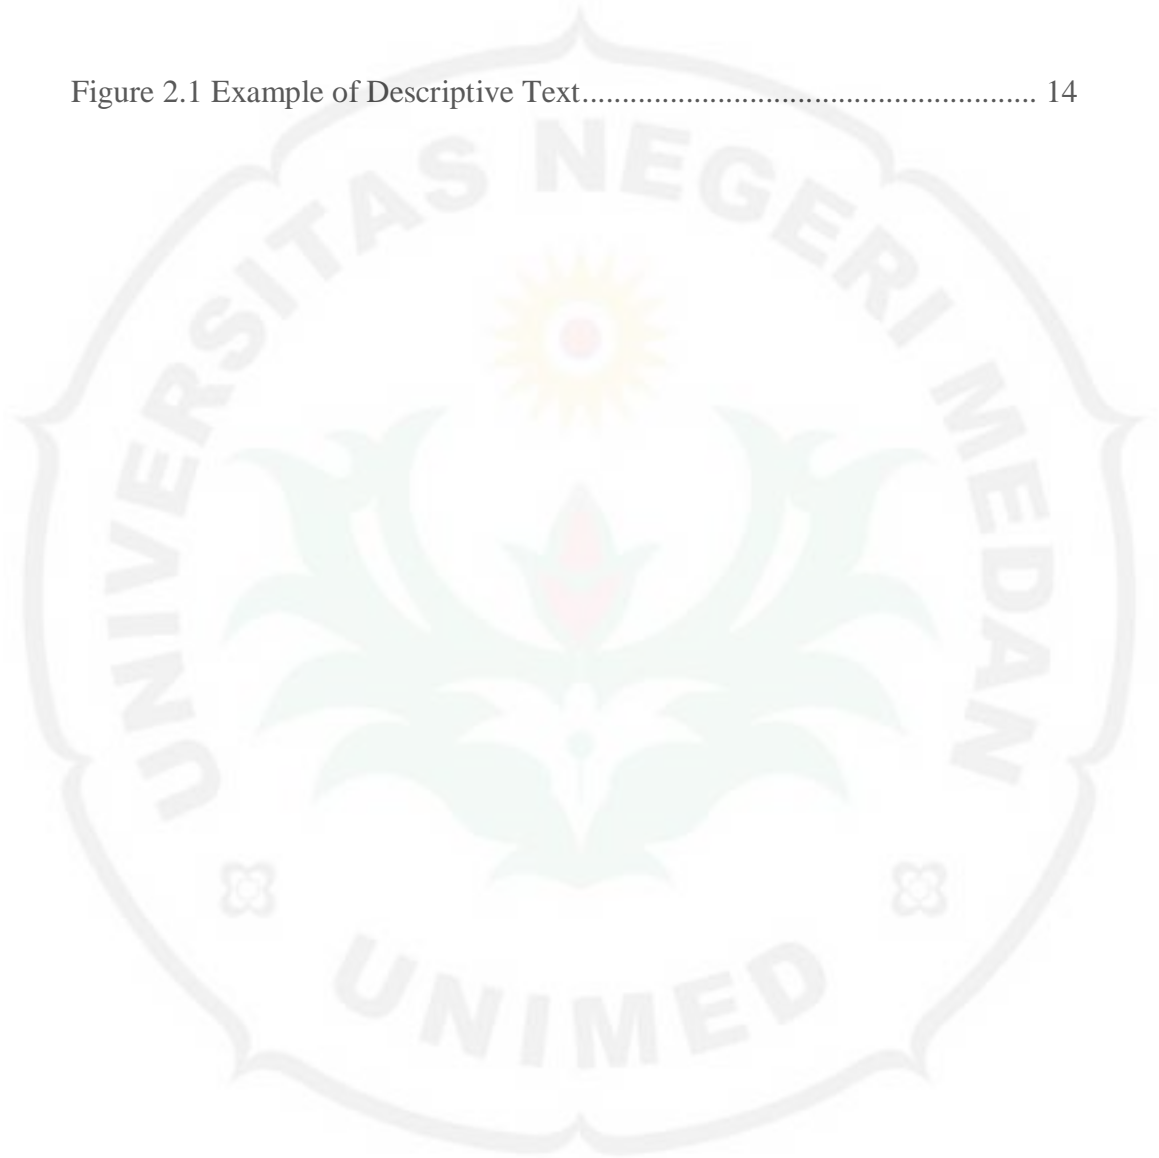 Figure 2.1 Example of Descriptive Text........................................................ 14
UNIVERSITAS NEGERI MEDAN
UNIMED